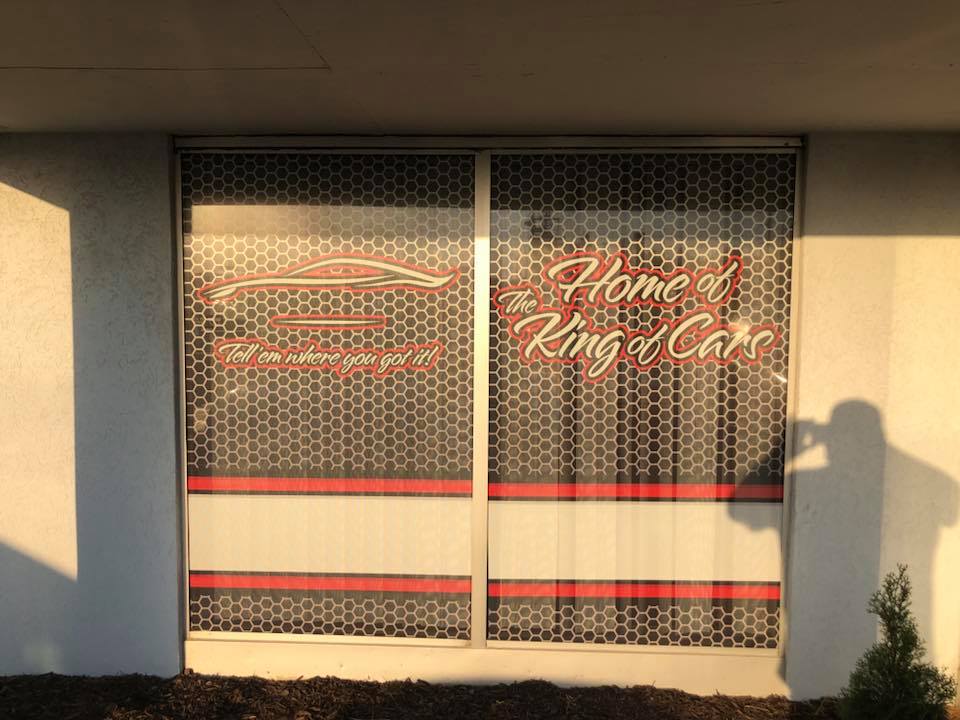 Tell 'em where you got it!
Home of
The
King of Cars